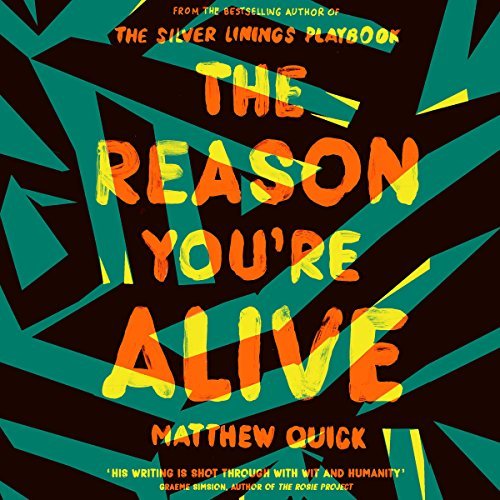 FROM THE BESTSELLING AUTHOR OF
THE SILVER LININGS PLAYBOOK
THE
REASON
YOU'RE
ALIVE
MATTHEW QUICK
'HIS WRITING IS SHOT THROUGH WITH WIT AND HUMANITY'
GRAEME SIMSION, AUTHOR OF THE ROSIE PROJECT